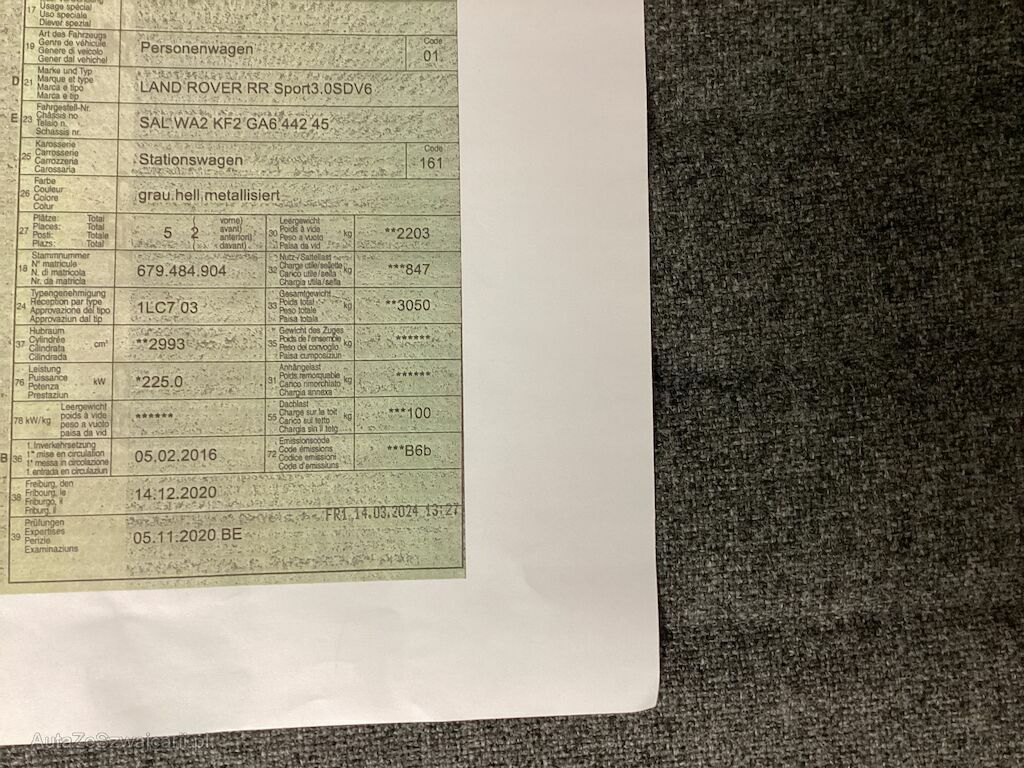 17 Usage spécial
Uso speciale
Diever spezial
19 Art des Fahrzeugs
Genre de véhicule
Genere di veicolo
Gener dal vehichel
Personenwagen
Code
01
D 21 Marke und Typ
Marque et type
Marca e tipo
Marca e tip
LAND ROVER RR Sport3.0SDV6
E 23 Fahrgestell-Nr.
Châssis no
Telaio n.
Schassis nr.
SAL WA2 KF2 GA6 442 45
25 Karosserie
Carrosserie
Carrozzeria
Carossaria
Stationswagen
Code
161
26 Farbe
Couleur
Colore
Colur
grau.hell metallisiert
27 Plätze: Total
Places: Total
Posti: Totale
Plazs: Total
5 2 ( vorne)
avant)
anteriori)
davant)
30 Leergewicht
Poids à vide
Peso a vuoto
Paisa da vid
kg
**2203
18 Stammnummer
N° matricule
N. di matricola
Nr. da matricla
679.484.904
32 Nutz-/Sattellast
Charge utile/sellette
Carico utile/sella
Chargia utila/sella
kg
***847
24 Typengenehmigung
Réception par type
Approvazione del tipo
Approvaziun dal tip
1LC7 03
33 Gesamtgewicht
Poids total
Peso totale
Paisa totala
kg
**3050
37 Hubraum
Cylindrée
Cilindrata
Cilindrada
cm³
**2993
35 Gewicht des Zuges
Poids de l'ensemble
Peso del convoglio
Paisa cumposiziun
kg
******
76 Leistung
Puissance
Potenza
Prestaziun
kW
*225.0
31 Anhängelast
Poids remorquable
Carico rimorchiato
Chargia annexa
kg
******
78 kW/kg Leergewicht
poids à vide
peso a vuoto
paisa da vid
******
55 Dachlast
Charge sur le toit
Carico sul tetto
Chargia sin il tetg
kg
***100
B 36 1. Inverkehrsetzung
1re mise en circulation
1a messa in circolazione
1. entrada en circulaziun
05.02.2016
72 Emissionscode
Code émissions
Codice emissioni
Code d'emissiuns
***B6b
38 Freiburg, den
Fribourg, le
Friburgo, il
Friburg, il
14.12.2020
FR1 14.03.2024 13:27
39 Prüfungen
Expertises
Perizie
Examinaziuns
05.11.2020 BE
AutaZeSzwajcarii.pl